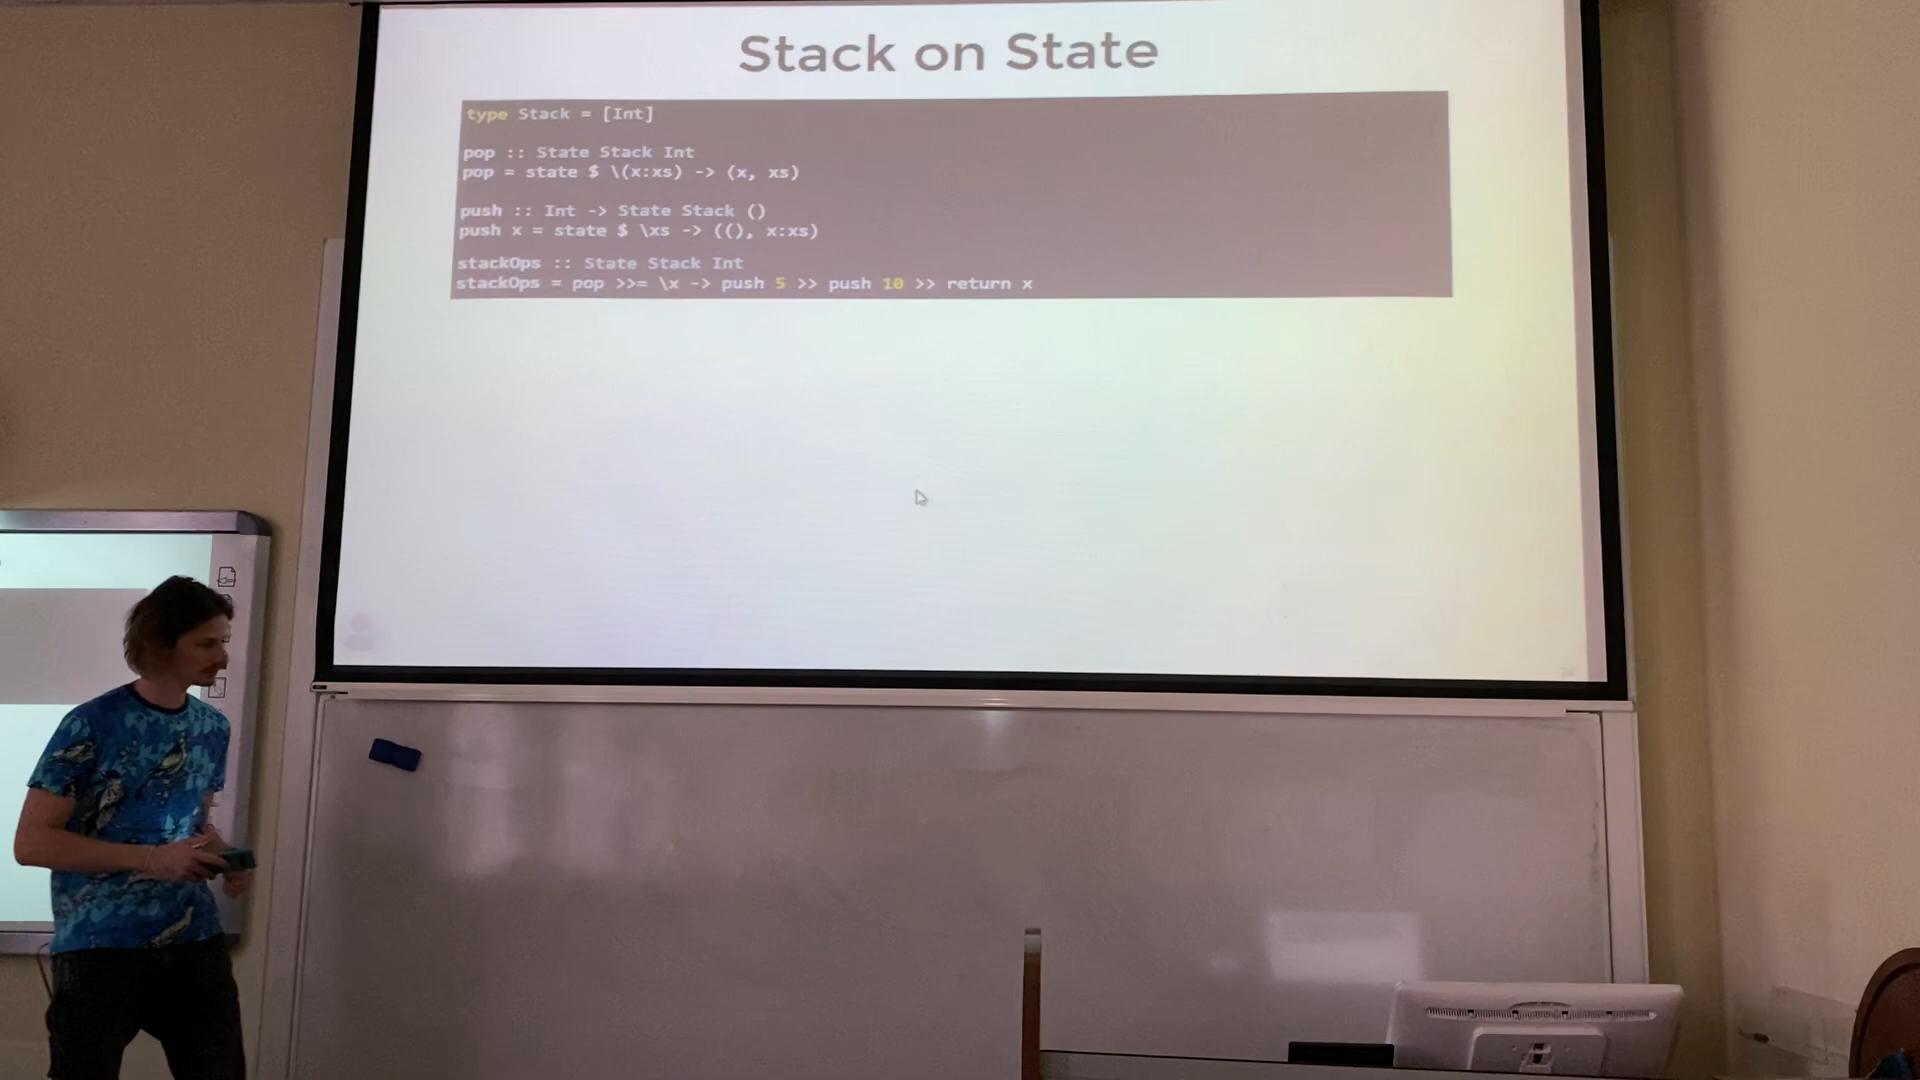 Stack on State
type Stack = [Int]
pop :: State Stack Int
pop = state $ \(x:xs) -> (x, xs)
push :: Int -> State Stack ()
push x = state $ \xs -> ((), x:xs)
stackOps :: State Stack Int
stackOps = pop >>= \x -> push 5 >> push 10 >> return x